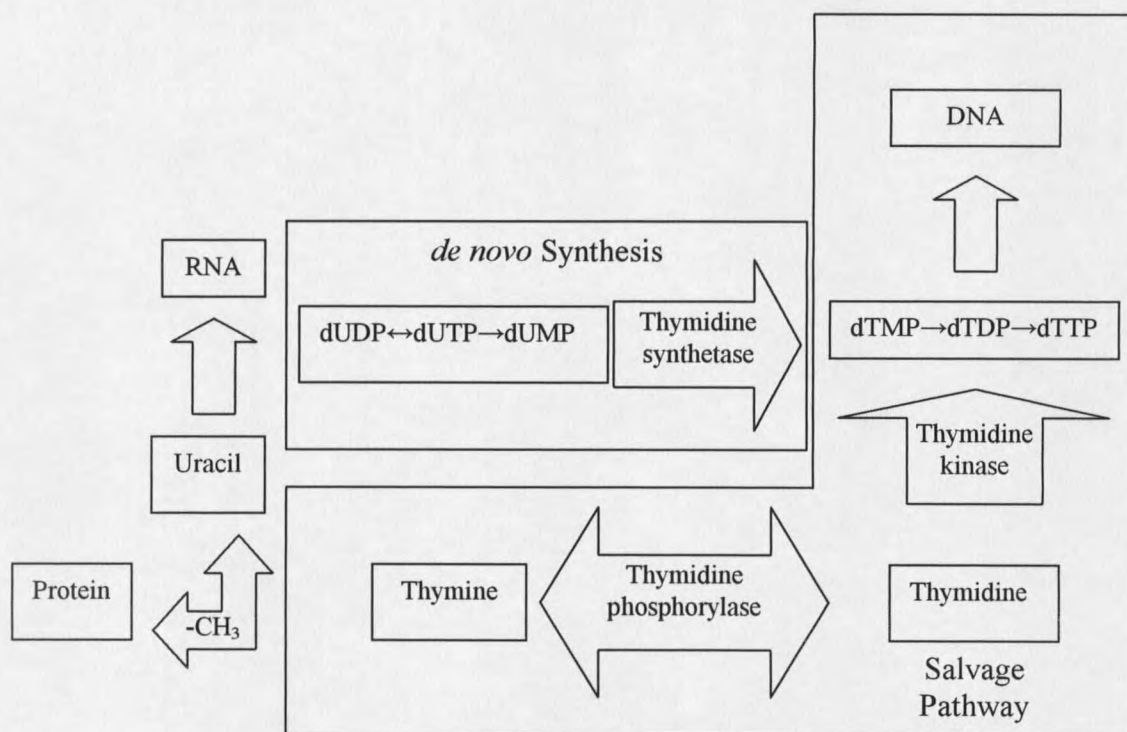 DNA
RNA
de novo Synthesis
dUDP↔dUTP→dUMP
Thymidine
synthetase
dTMP→dTDP→dTTP
Uracil
Thymidine
kinase
Protein
-CH₃
Thymine
Thymidine
phosphorylase
Thymidine
Salvage
Pathway